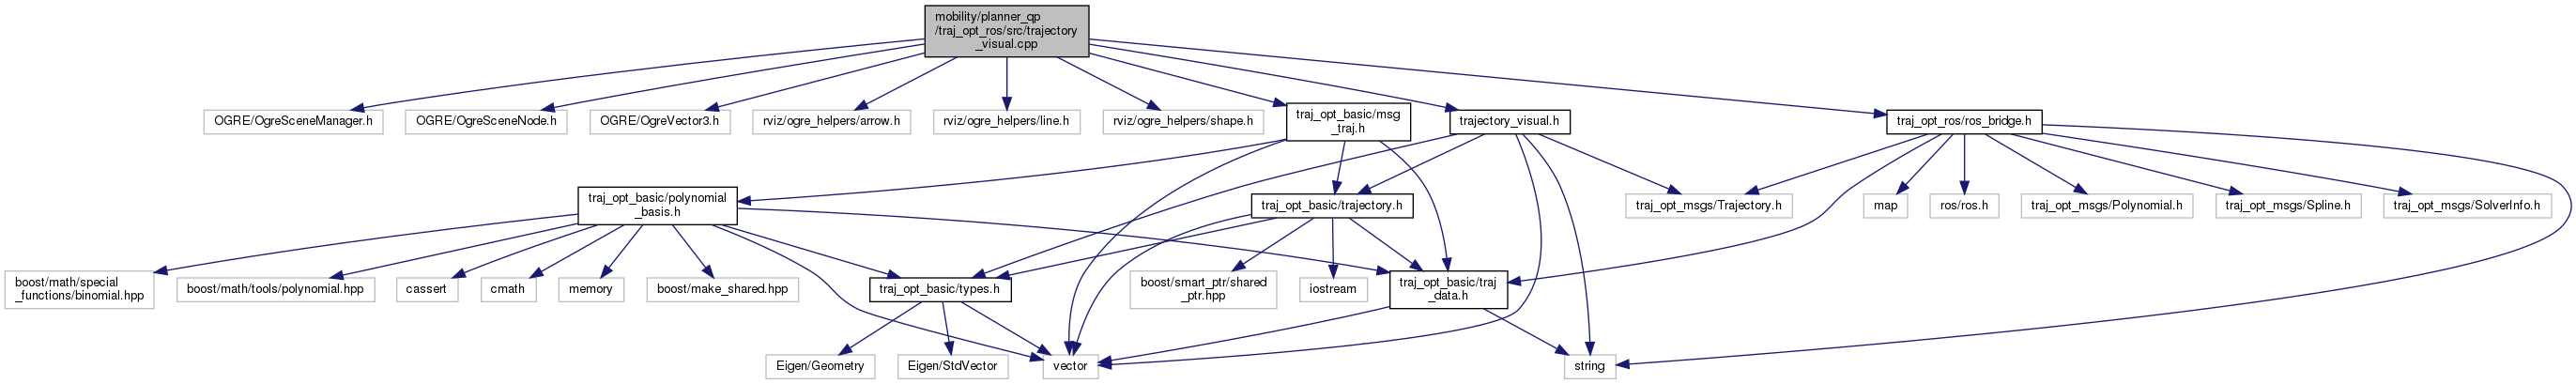 mobility/planner_qp
/traj_opt_ros/src/trajectory
_visual.cpp
OGRE/OgreSceneManager.h
OGRE/OgreSceneNode.h
OGRE/OgreVector3.h
rviz/ogre_helpers/arrow.h
rviz/ogre_helpers/line.h
rviz/ogre_helpers/shape.h
traj_opt_basic/msg
_traj.h
trajectory_visual.h
traj_opt_ros/ros_bridge.h
traj_opt_basic/polynomial
_basis.h
traj_opt_basic/trajectory.h
traj_opt_msgs/Trajectory.h
map
ros/ros.h
traj_opt_msgs/Polynomial.h
traj_opt_msgs/Spline.h
traj_opt_msgs/SolverInfo.h
boost/math/special
_functions/binomial.hpp
boost/math/tools/polynomial.hpp
cassert
cmath
memory
boost/make_shared.hpp
traj_opt_basic/types.h
boost/smart_ptr/shared
_ptr.hpp
iostream
traj_opt_basic/traj
_data.h
Eigen/Geometry
Eigen/StdVector
vector
string